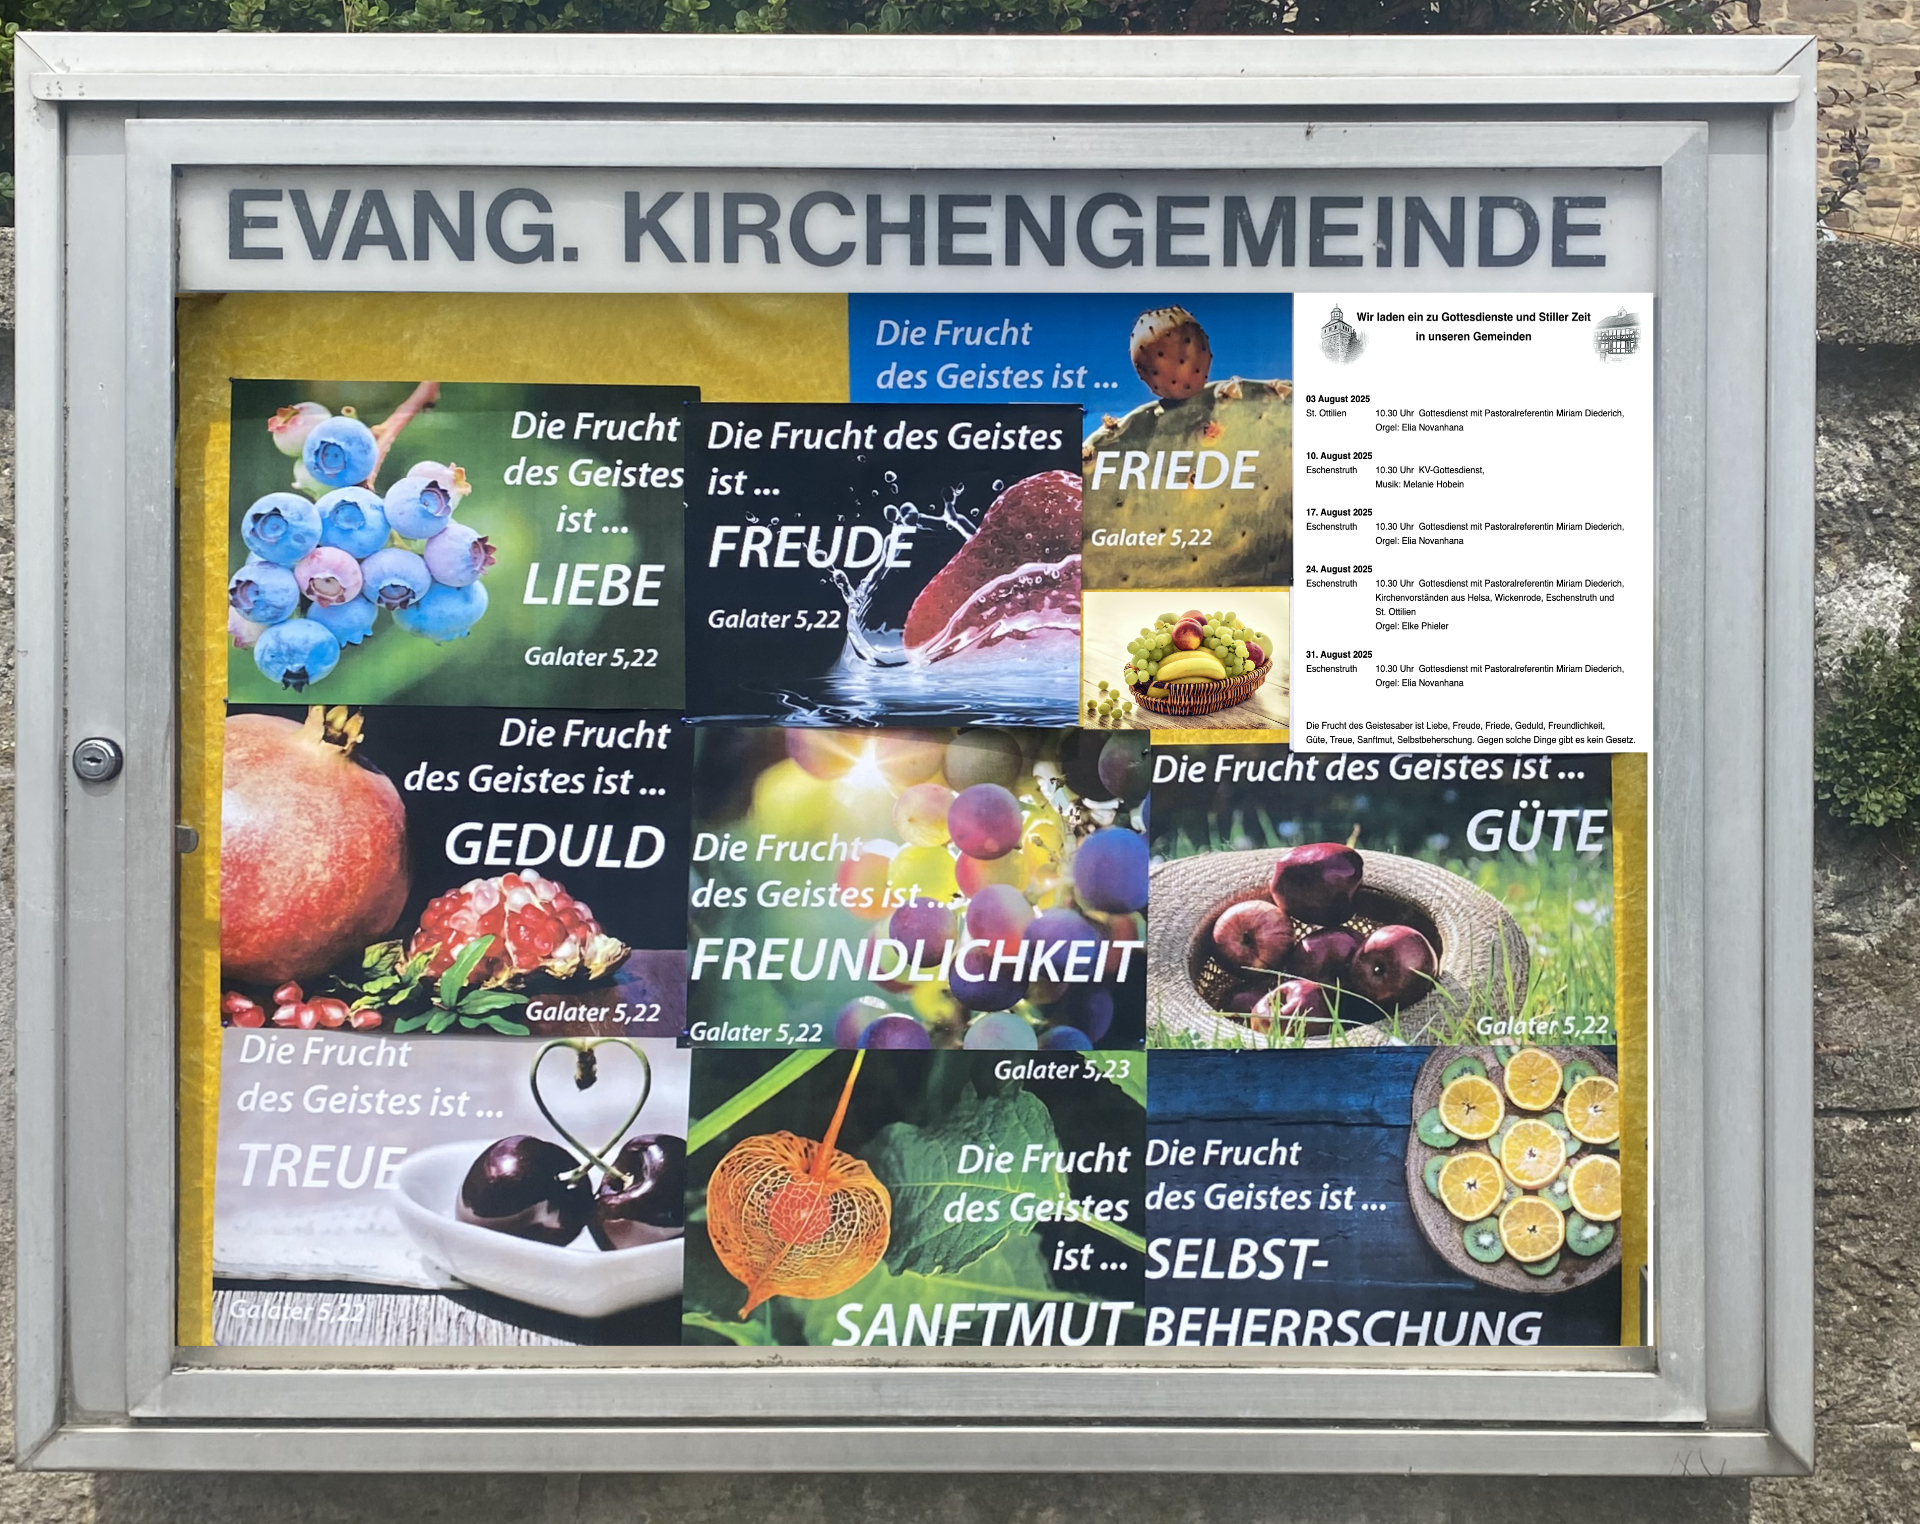 EVANG. KIRCHENGEMEINDE
Die Frucht
des Geistes ist ...
FRIEDE
Galater 5,22
Wir laden ein zu Gottesdienste und Stiller Zeit
in unseren Gemeinden
03 August 2025
St. Ottilien 10.30 Uhr Gottesdienst mit Pastoralreferentin Miriam Diederich,
Orgel: Elia Novanhana
10. August 2025
Eschenstruth 10.30 Uhr KV-Gottesdienst,
Musik: Melanie Hobein
17. August 2025
Eschenstruth 10.30 Uhr Gottesdienst mit Pastoralreferentin Miriam Diederich,
Orgel: Elia Novanhana
24. August 2025
Eschenstruth 10.30 Uhr Gottesdienst mit Pastoralreferentin Miriam Diederich,
Kirchenvorständen aus Helsa, Wickenrode, Eschenstruth und
St. Ottilien
Orgel: Elke Phieler
31. August 2025
Eschenstruth 10.30 Uhr Gottesdienst mit Pastoralreferentin Miriam Diederich,
Orgel: Elia Novanhana
Die Frucht des Geistesaber ist Liebe, Freude, Friede, Geduld, Freundlichkeit,
Güte, Treue, Sanftmut, Selbstbeherschung. Gegen solche Dinge gibt es kein Gesetz.
Die Frucht
des Geistes
ist ...
LIEBE
Galater 5,22
Die Frucht des Geistes
ist ...
FREUDE
Galater 5,22
Die Frucht
des Geistes ist ...
GEDULD
Galater 5,22
Die Frucht
des Geistes ist ...
FREUNDLICHKEIT
Galater 5,22
Die Frucht des Geistes ist ...
GÜTE
Galater 5,22
Die Frucht
des Geistes ist ...
TREUE
Galater 5,22
Galater 5,23
Die Frucht
des Geistes
ist ...
SANFTMUT
Die Frucht
des Geistes ist ...
SELBST-
BEHERRSCHUNG